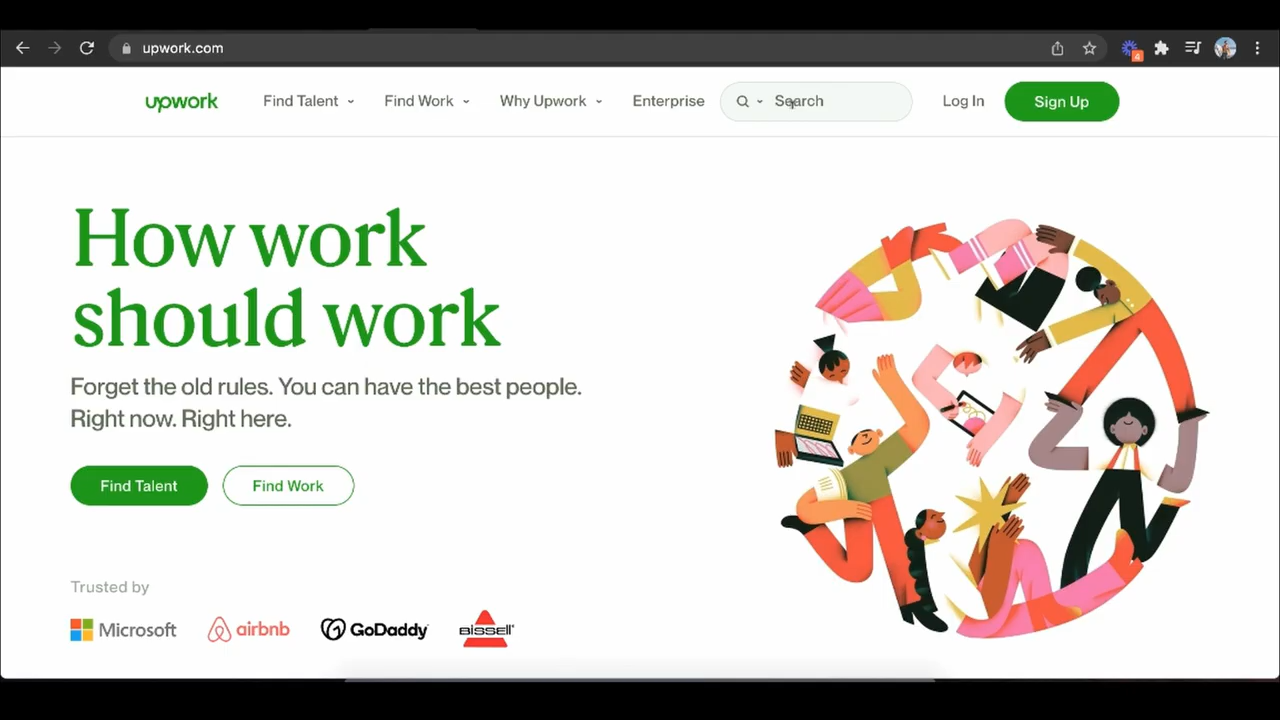 upwork.com
4
upwork
Find Talent
Find Work
Why Upwork
Enterprise
Search
Log In
Sign Up
How work
should work
Forget the old rules. You can have the best people.
Right now. Right here.
Find Talent
Find Work
Trusted by
Microsoft
airbnb
GoDaddy
BISSELL